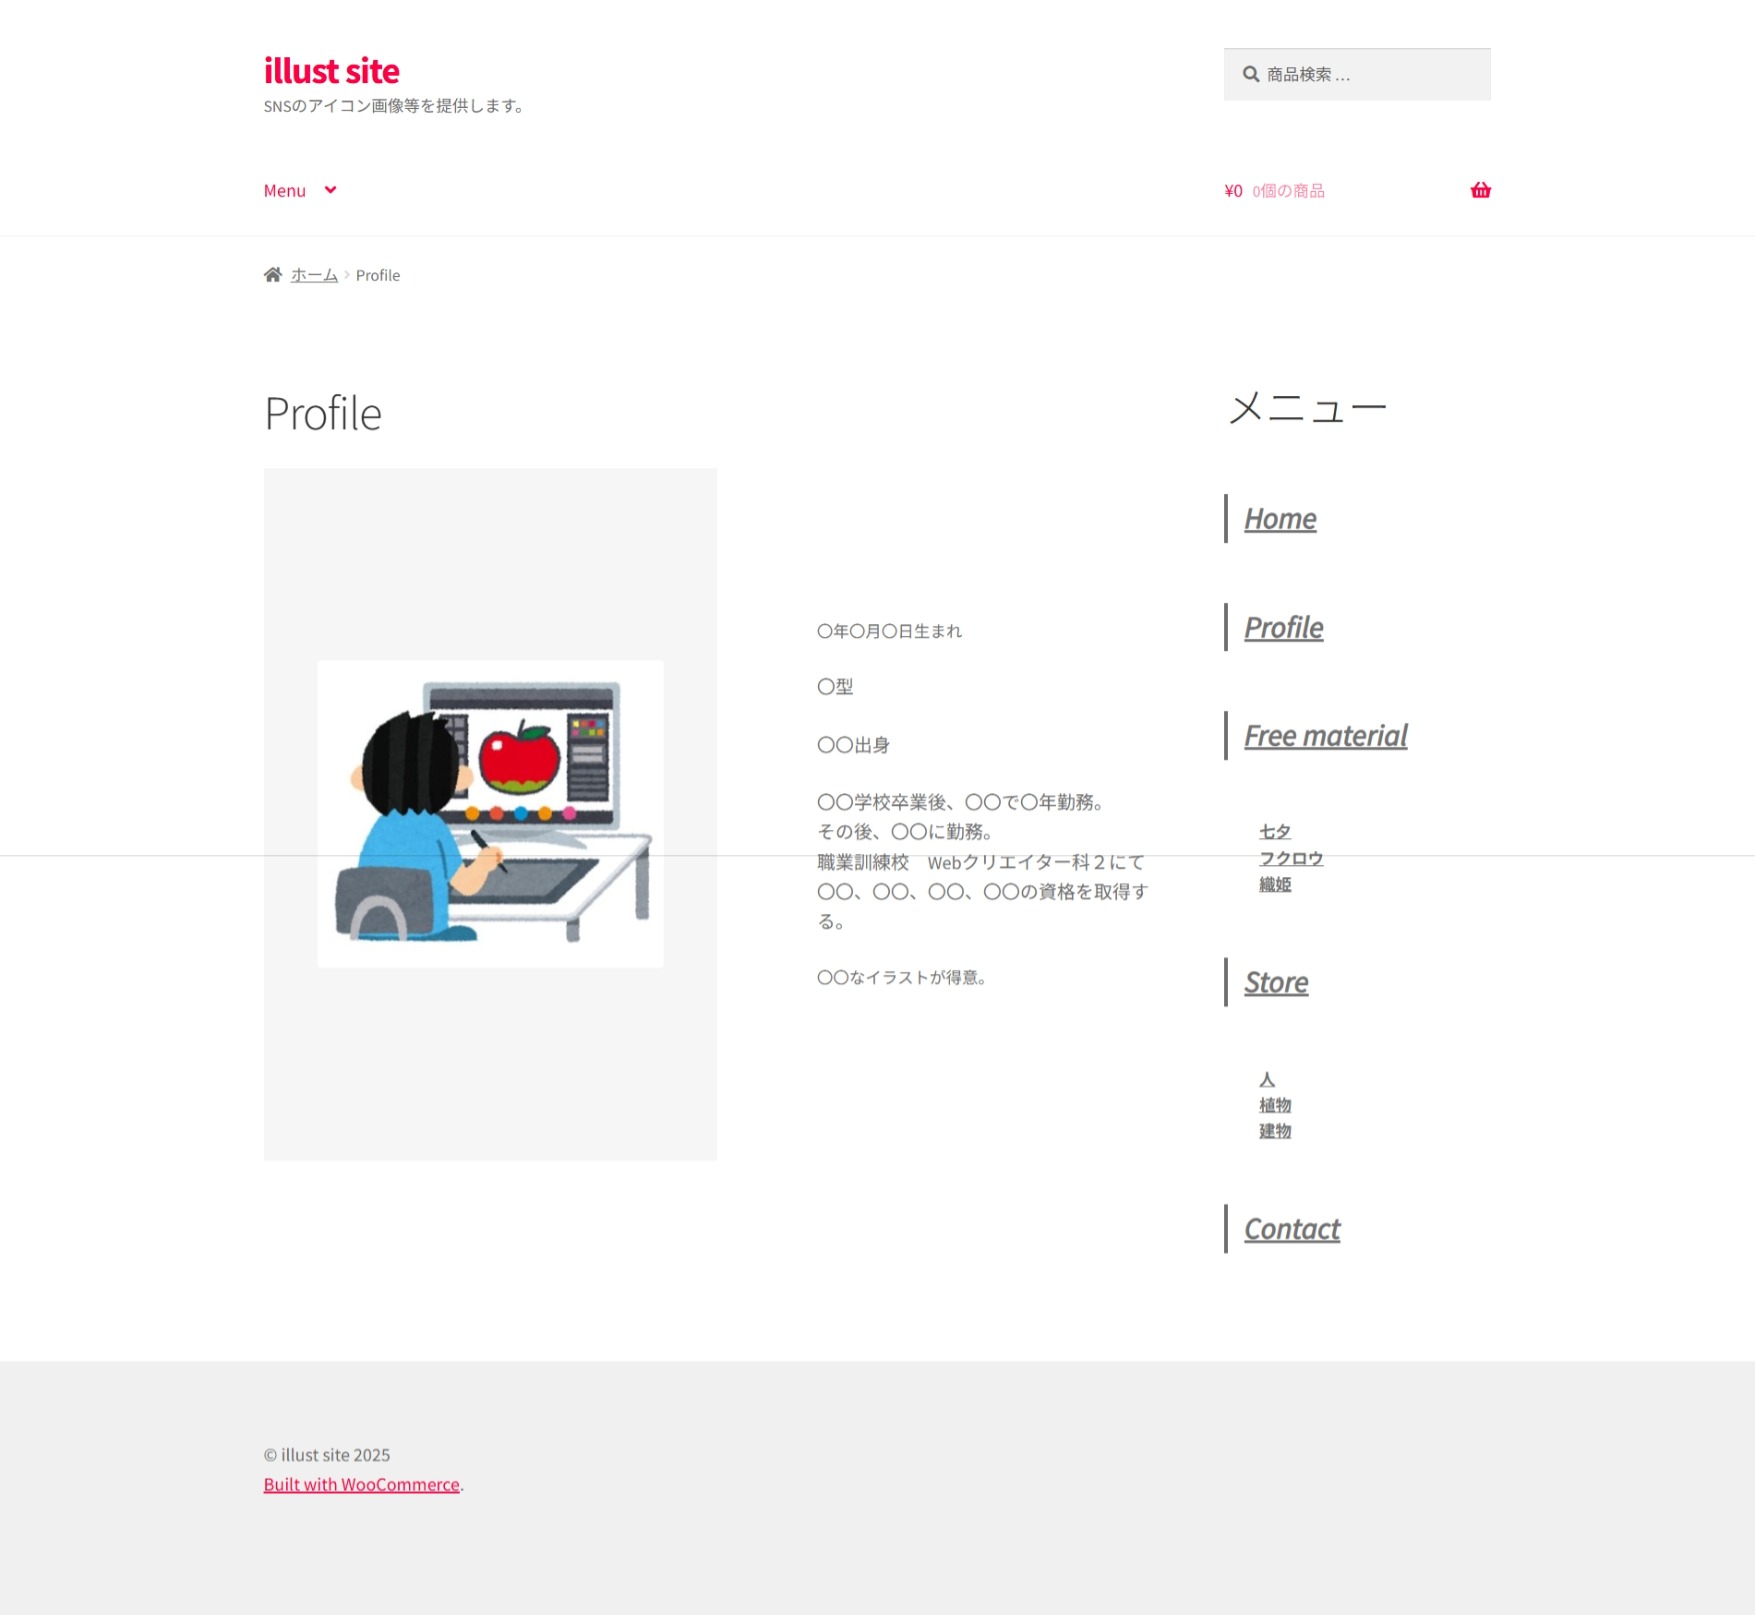 illust site
SNSのアイコン画像等を提供します。
商品検索 …
Menu
¥0 0個の商品
ホーム Profile
Profile
〇年〇月〇日生まれ
〇型
〇〇出身
〇〇学校卒業後、〇〇で〇年勤務。
その後、〇〇に勤務。
職業訓練校　Webクリエイター科２にて
〇〇、〇〇、〇〇、〇〇の資格を取得す
る。
〇〇なイラストが得意。
メニュー
Home
Profile
Free material
七夕
フクロウ
織姫
Store
人
植物
建物
Contact
© illust site 2025
Built with WooCommerce.